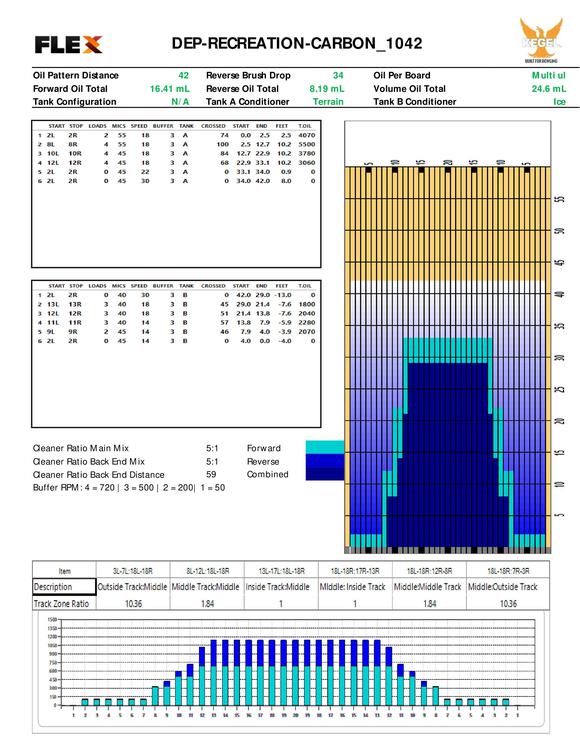 FLEX
DEP-RECREATION-CARBON_1042
KEGEL
BUILT FOR BOWLING
Oil Pattern Distance 42 Reverse Brush Drop 34 Oil Per Board Multi ul
Forward Oil Total 16.41 mL Reverse Oil Total 8.19 mL Volume Oil Total 24.6 mL
Tank Configuration N/A Tank A Conditioner Terrain Tank B Conditioner Ice
START STOP LOADS MICS SPEED BUFFER TANK CROSSED START END FEET T.OIL
1 2L 2R 2 55 18 3 A 74 0.0 2.5 2.5 4070
2 8L 8R 4 55 18 3 A 100 2.5 12.7 10.2 5500
3 10L 10R 4 45 18 3 A 84 12.7 22.9 10.2 3780
4 12L 12R 4 45 18 3 A 68 22.9 33.1 10.2 3060
5 2L 2R 0 45 22 3 A 0 33.1 34.0 0.9 0
6 2L 2R 0 45 30 3 A 0 34.0 42.0 8.0 0
START STOP LOADS MICS SPEED BUFFER TANK CROSSED START END FEET T.OIL
1 2L 2R 0 40 30 3 B 0 42.0 29.0 -13.0 0
2 13L 13R 3 40 18 3 B 45 29.0 21.4 -7.6 1800
3 12L 12R 3 40 18 3 B 51 21.4 13.8 -7.6 2040
4 11L 11R 3 40 14 3 B 57 13.8 7.9 -5.9 2280
5 9L 9R 2 45 14 3 B 46 7.9 4.0 -3.9 2070
6 2L 2R 0 45 14 3 B 0 4.0 0.0 -4.0 0
5 10 15 20 15 10 5
55
50
45
40
35
30
25
20
15
10
5
Cleaner Ratio Main Mix 5:1 Forward
Cleaner Ratio Back End Mix 5:1 Reverse
Cleaner Ratio Back End Distance 59 Combined
Buffer RPM: 4 = 720 | 3 = 500 | 2 = 200 | 1 = 50
Item 3L-7L:18L-18R 8L-12L:18L-18R 13L-17L:18L-18R 18L-18R:17R-13R 18L-18R:12R-8R 18L-18R:7R-3R
Description Outside Track:Middle Middle Track:Middle Inside Track:Middle MIddle: Inside Track Middle:Middle Track Middle:Outside Track
Track Zone Ratio 10.36 1.84 1 1 1.84 10.36
1500
1350
1200
1050
900
750
600
450
300
150
0
1 2 3 4 5 6 7 8 9 10 11 12 13 14 15 16 17 18 19 20 19 18 17 16 15 14 13 12 11 10 9 8 7 6 5 4 3 2 1